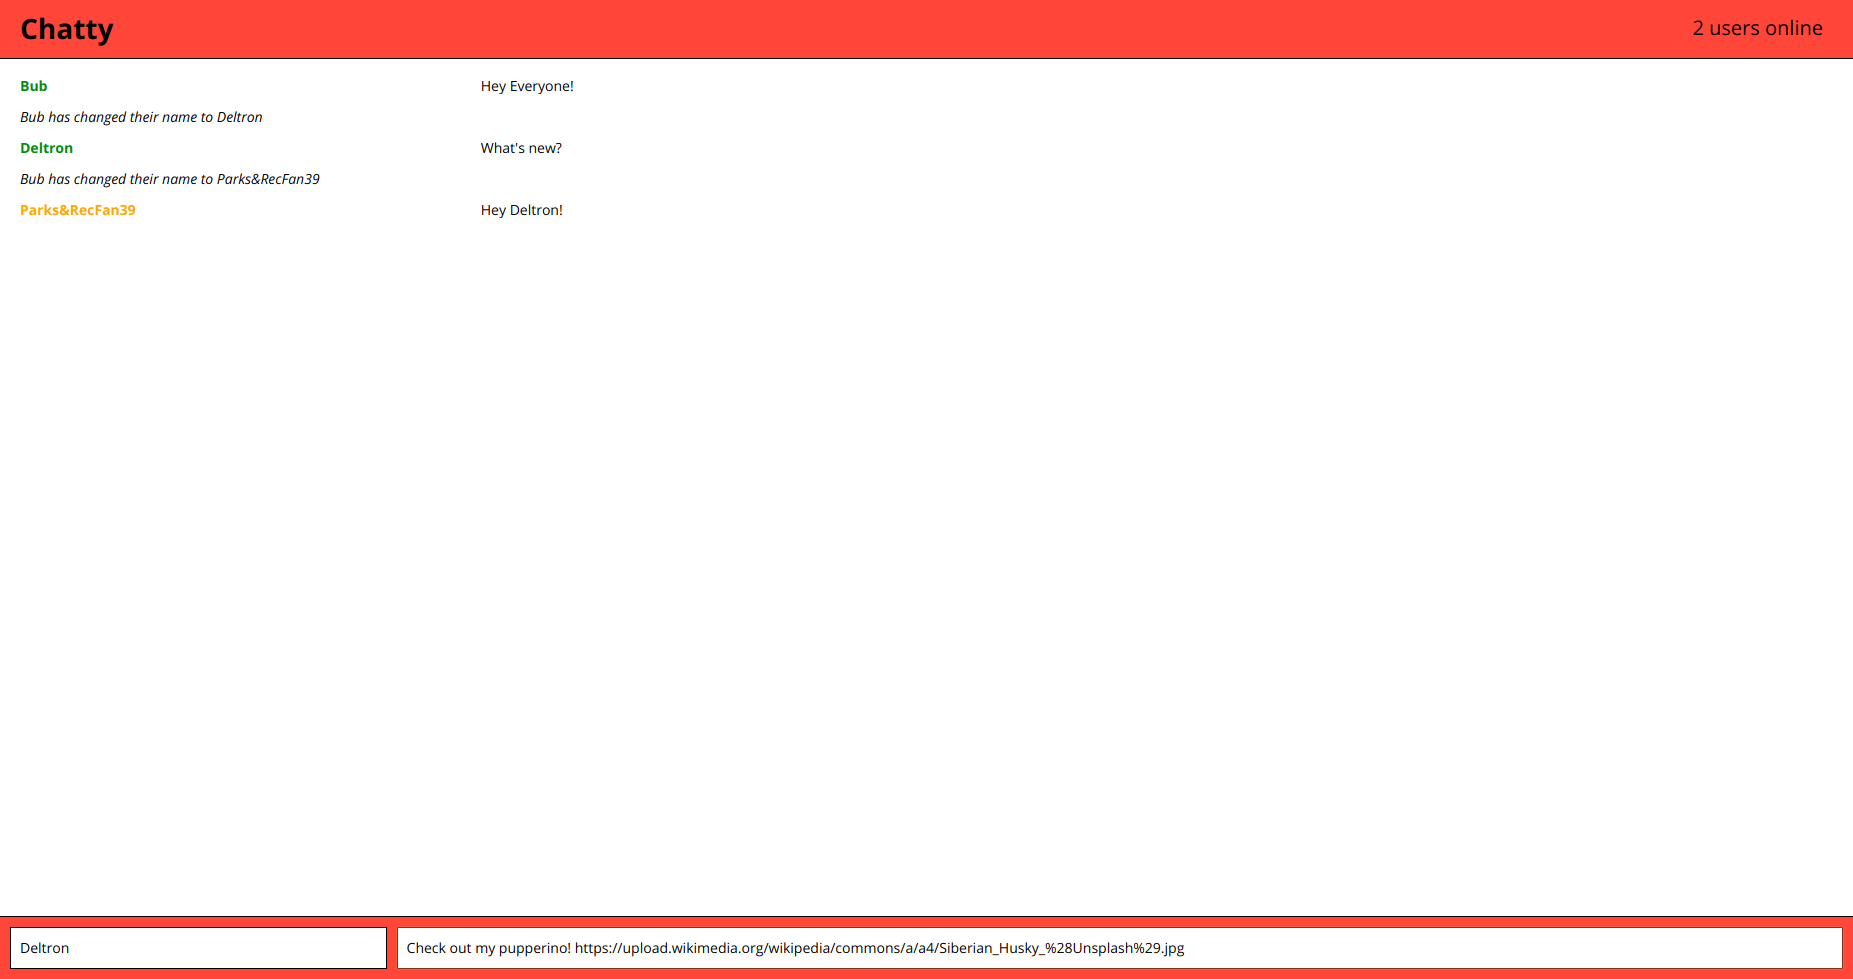 Chatty
2 users online
Bub Hey Everyone!
Bub has changed their name to Deltron
Deltron What's new?
Bub has changed their name to Parks&RecFan39
Parks&RecFan39 Hey Deltron!
Deltron
Check out my pupperino! https://upload.wikimedia.org/wikipedia/commons/a/a4/Siberian_Husky_%28Unsplash%29.jpg